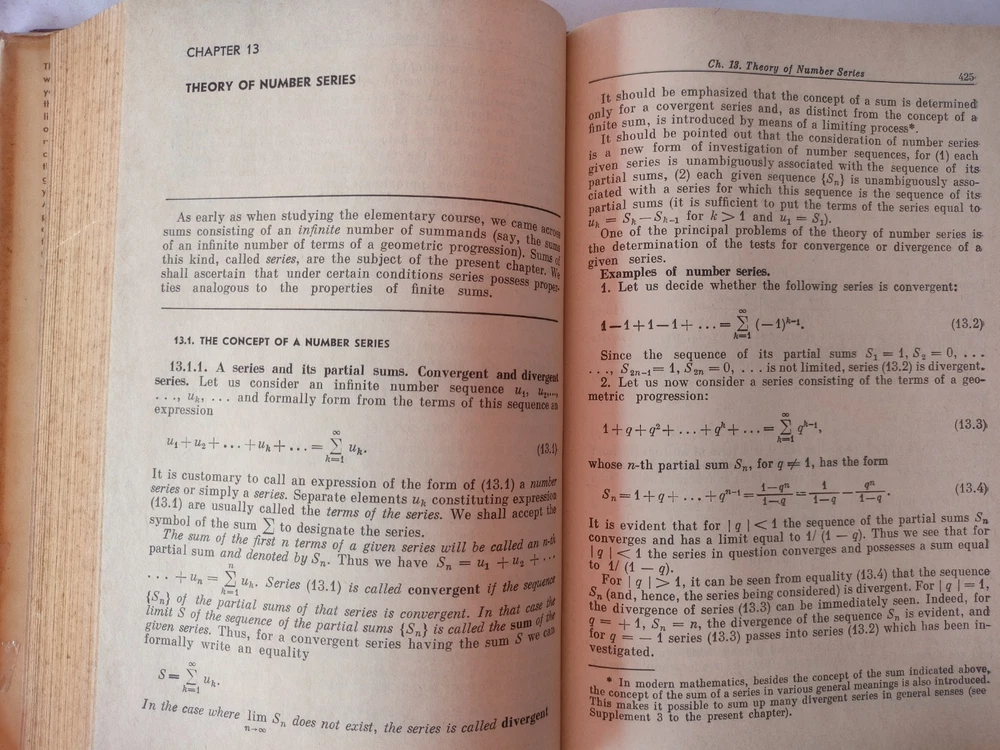 CHAPTER 13
THEORY OF NUMBER SERIES
As early as when studying the elementary course, we came across
sums consisting of an infinite number of summands (say, the sums
of an infinite number of terms of a geometric progression). Sums of
this kind, called series, are the subject of the present chapter. We
shall ascertain that under certain conditions series possess proper-
ties analogous to the properties of finite sums.
13.1. THE CONCEPT OF A NUMBER SERIES
13.1.1. A series and its partial sums. Convergent and divergent
series. Let us consider an infinite number sequence u₁, u₂,...,
..., uₖ, ... and formally form from the terms of this sequence an
expression
u₁ + u₂ + ... + uₖ + ... = ∑ₖ₌₁^∞ uₖ. (13.1)
It is customary to call an expression of the form of (13.1) a number
series or simply a series. Separate elements uₖ constituting expression
(13.1) are usually called the terms of the series. We shall accept the
symbol of the sum ∑ to designate the series.
The sum of the first n terms of a given series will be called an n-th
partial sum and denoted by Sₙ. Thus we have Sₙ = u₁ + u₂ + ...
... + uₙ = ∑ₖ₌₁^n uₖ. Series (13.1) is called convergent if the sequence
{Sₙ} of the partial sums of that series is convergent. In that case the
limit S of the sequence of the partial sums {Sₙ} is called the sum of the
given series. Thus, for a convergent series having the sum S we can
formally write an equality
S = ∑ₖ₌₁^∞ uₖ.
In the case where lim n→∞ Sₙ does not exist, the series is called divergent
Ch. 13. Theory of Number Series 425
It should be emphasized that the concept of a sum is determined
only for a covergent series and, as distinct from the concept of a
finite sum, is introduced by means of a limiting process*.
It should be pointed out that the consideration of number series
is a new form of investigation of number sequences, for (1) each
given series is unambiguously associated with the sequence of its
partial sums, (2) each given sequence {Sₙ} is unambiguously asso-
ciated with a series for which this sequence is the sequence of its
partial sums (it is sufficient to put the terms of the series equal to
uₖ = Sₖ — Sₖ₋₁ for k > 1 and u₁ = S₁).
One of the principal problems of the theory of number series is
the determination of the tests for convergence or divergence of a
given series.
Examples of number series.
1. Let us decide whether the following series is convergent:
1 — 1 + 1 — 1 + ... = ∑ₖ₌₁^∞ (—1)ᵏ⁻¹. (13.2)
Since the sequence of its partial sums S₁ = 1, S₂ = 0, ...
..., S₂ₙ₋₁ = 1, S₂ₙ = 0, ... is not limited, series (13.2) is divergent.
2. Let us now consider a series consisting of the terms of a geo-
metric progression:
1 + q + q² + ... + qᵏ + ... = ∑ₖ₌₁^∞ qᵏ⁻¹, (13.3)
whose n-th partial sum Sₙ, for q ≠ 1, has the form
Sₙ = 1 + q + ... + qⁿ⁻¹ = (1—qⁿ)/(1—q) = 1/(1—q) — qⁿ/(1—q). (13.4)
It is evident that for | q | < 1 the sequence of the partial sums Sₙ
converges and has a limit equal to 1/ (1 — q). Thus we see that for
| q | < 1 the series in question converges and possesses a sum equal
to 1/ (1 — q).
For | q | > 1, it can be seen from equality (13.4) that the sequence
Sₙ (and, hence, the series being considered) is divergent. For | q | = 1,
the divergence of series (13.3) can be immediately seen. Indeed, for
q = + 1, Sₙ = n, the divergence of the sequence Sₙ is evident, and
for q = — 1 series (13.3) passes into series (13.2) which has been in-
vestigated.
* In modern mathematics, besides the concept of the sum indicated above,
the concept of the sum of a series in various general meanings is also introduced.
This makes it possible to sum up many divergent series in general senses (see
Supplement 3 to the present chapter).